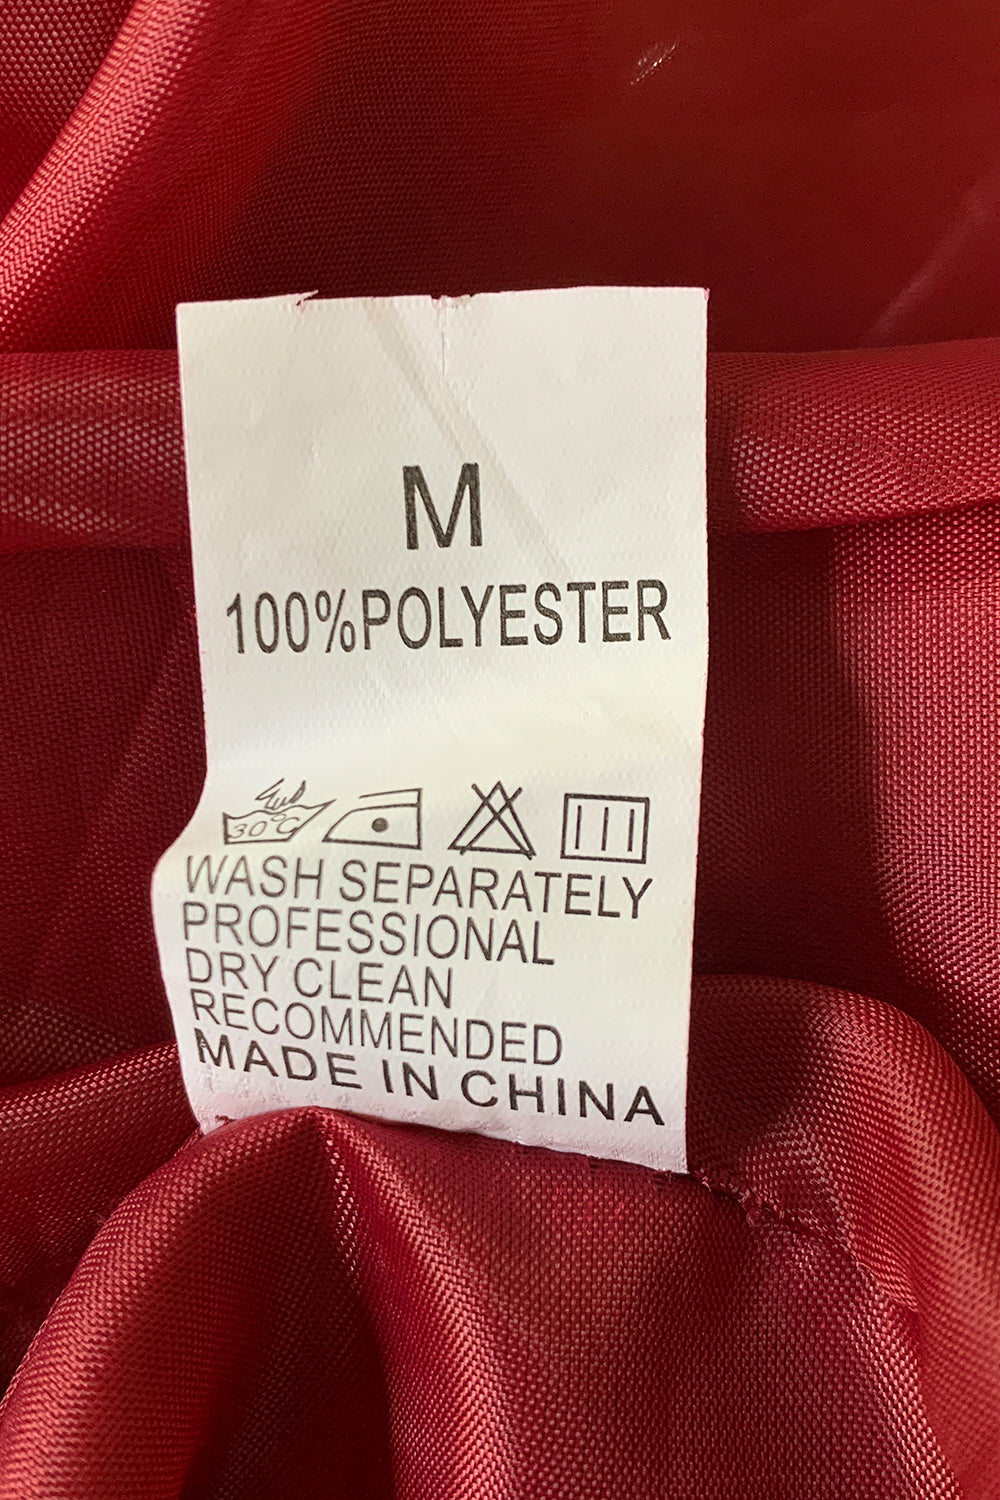 M
100%POLYESTER
30°C
WASH SEPARATELY
PROFESSIONAL
DRY CLEAN
RECOMMENDED
MADE IN CHINA